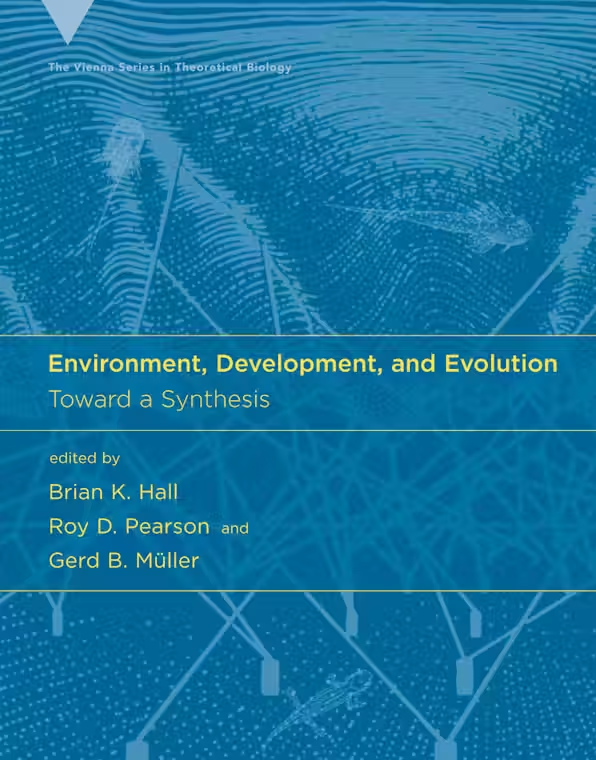 The Vienna Series in Theoretical Biology
Environment, Development, and Evolution
Toward a Synthesis
edited by
Brian K. Hall
Roy D. Pearson and
Gerd B. Müller